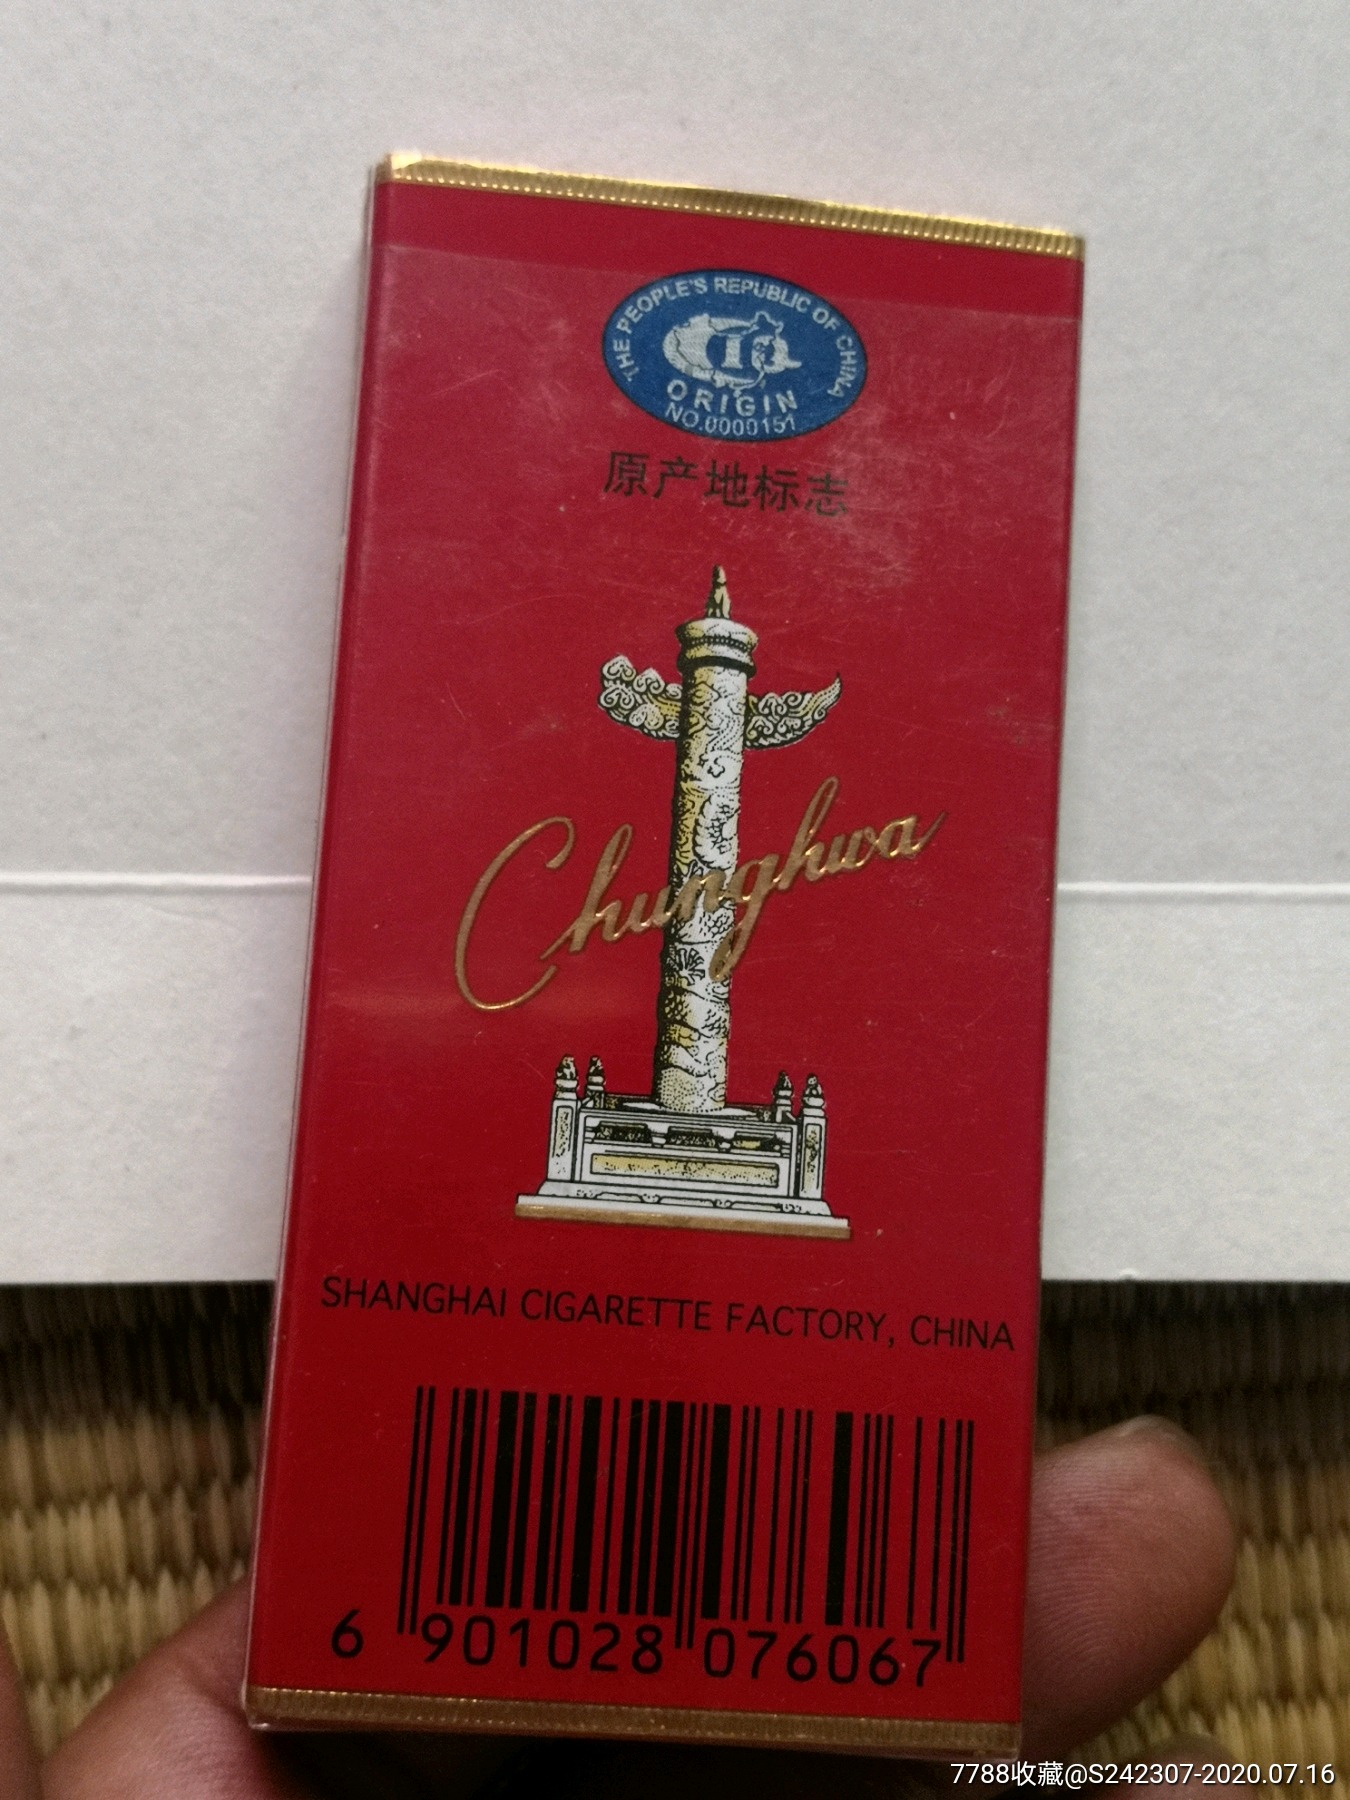 THE PEOPLE'S REPUBLIC OF CHINA
CIQ
ORIGIN
NO.0000151
原产地标志
Chunghwa
SHANGHAI CIGARETTE FACTORY, CHINA
6 901028 076067
7788收藏@S242307-2020.07.16